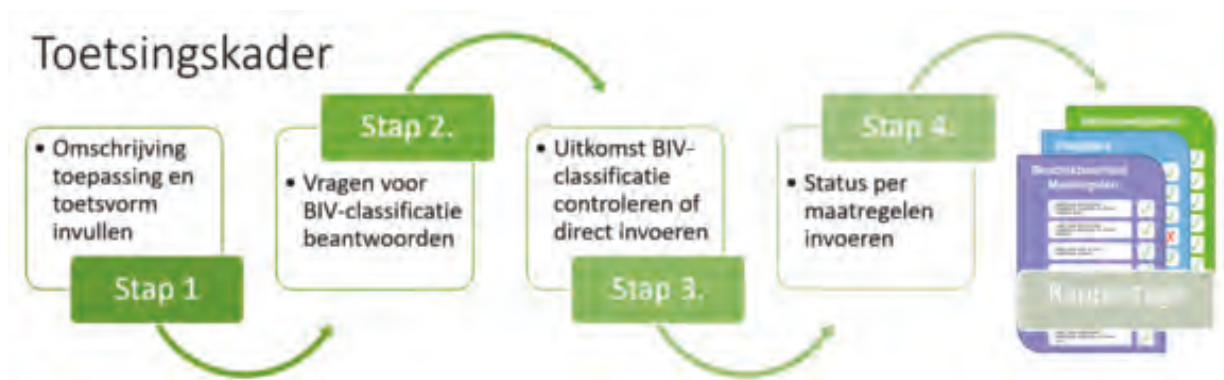 Toetsingskader
• Omschrijving
toepassing en
toetsvorm
invullen
Stap 1
Stap 2.
• Vragen voor
BIV-classificatie
beantwoorden
• Uitkomst BIV-
classificatie
controleren of
direct invoeren
Stap 3.
Stap 4.
• Status per
maatregelen
invoeren
Beschikbaarheid
Maatregelen
Rapportage